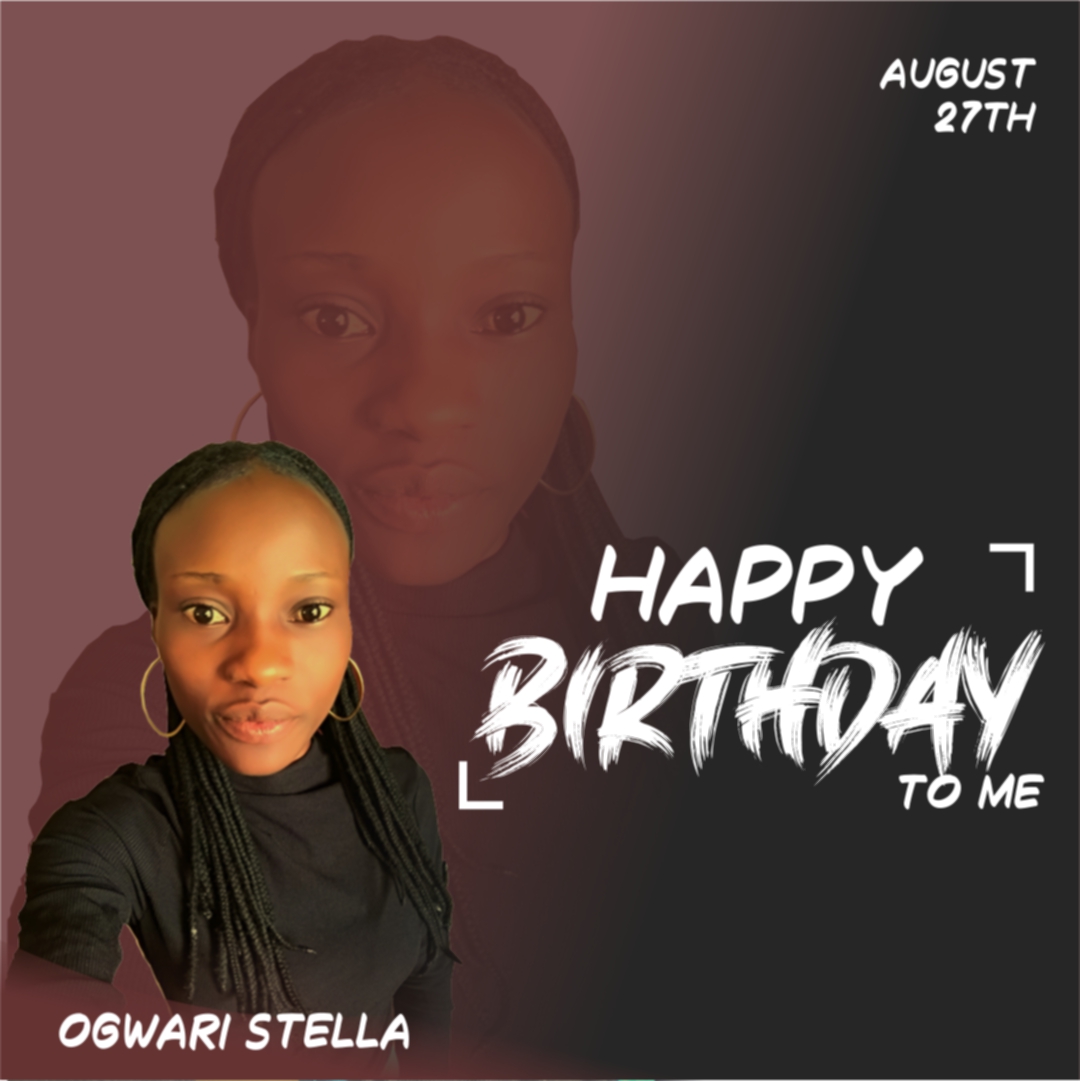 AUGUST
27TH
HAPPY
BIRTHDAY
TO ME
OGWARI STELLA